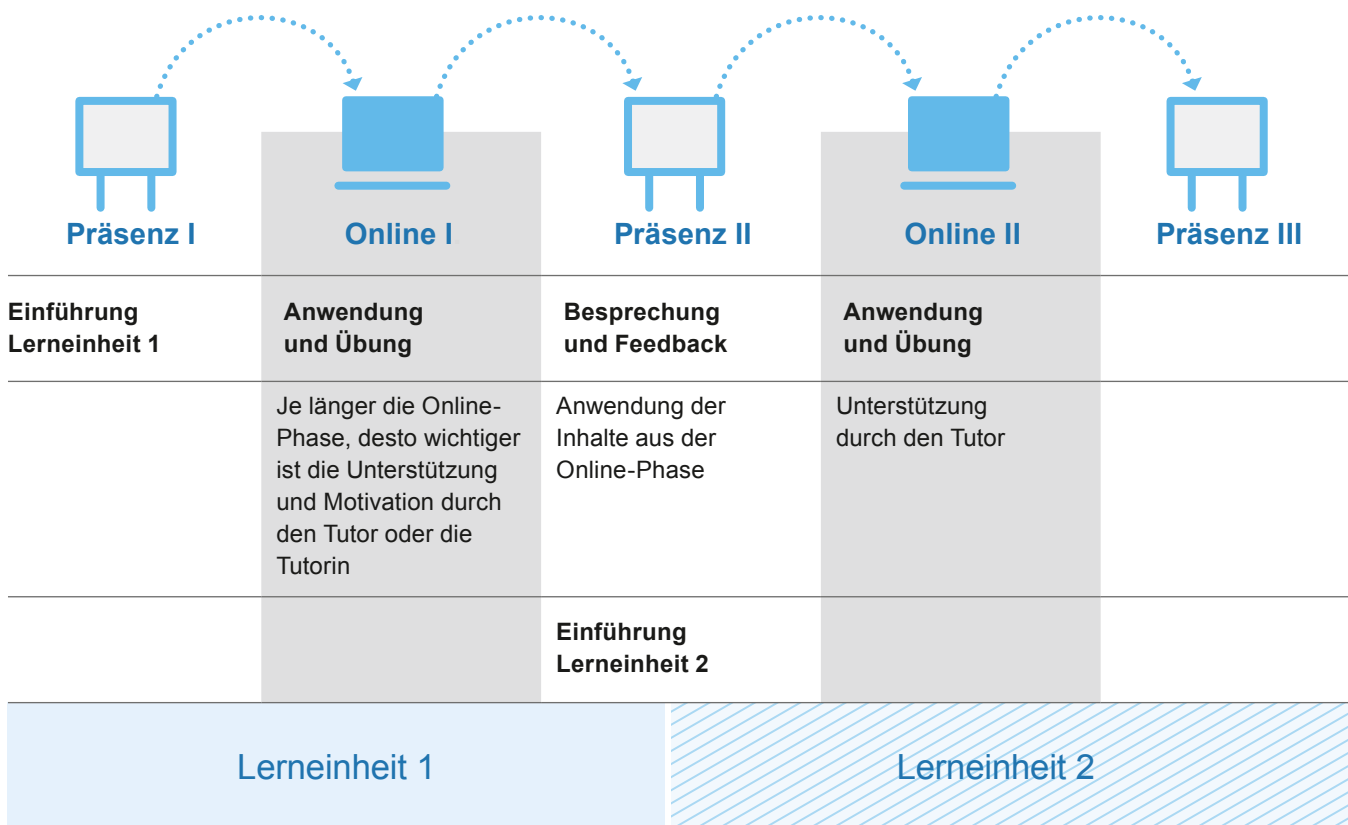 Präsenz I
Online I
Präsenz II
Online II
Präsenz III
Einführung
Lerneinheit 1
Anwendung
und Übung
Besprechung
und Feedback
Anwendung
und Übung
Je länger die Online-
Phase, desto wichtiger
ist die Unterstützung
und Motivation durch
den Tutor oder die
Tutorin
Anwendung der
Inhalte aus der
Online-Phase
Unterstützung
durch den Tutor
Einführung
Lerneinheit 2
Lerneinheit 1
Lerneinheit 2